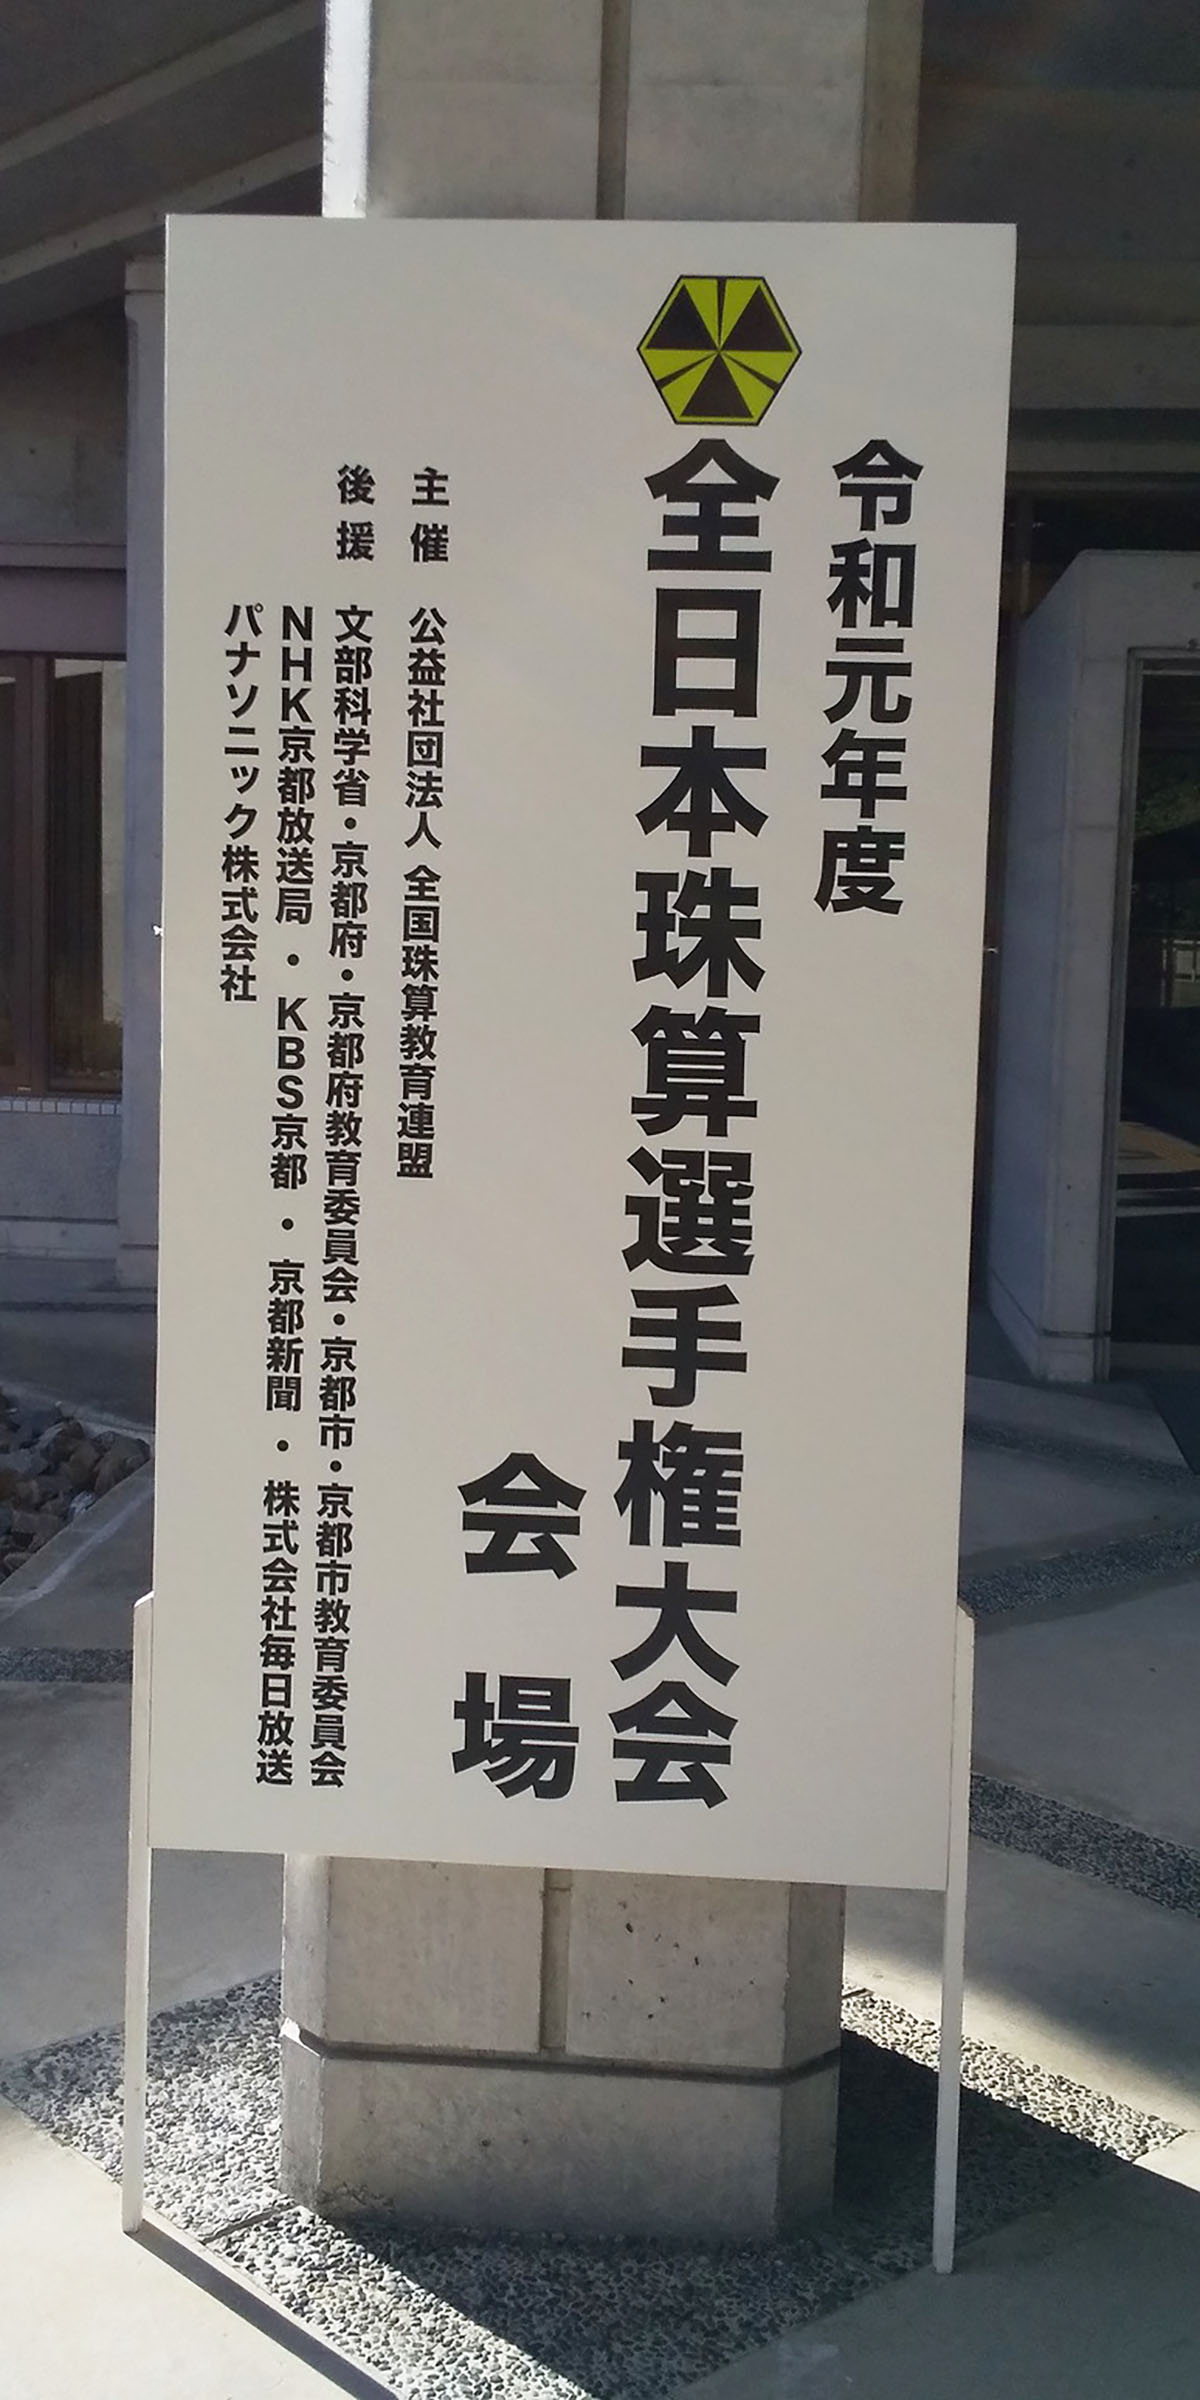 令和元年度
全日本珠算選手権大会
会場
主催 公益社団法人 全国珠算教育連盟
後援 文部科学省・京都府・京都府教育委員会・京都市・京都市教育委員会
NHK京都放送局・KBS京都・京都新聞・株式会社毎日放送
パナソニック株式会社